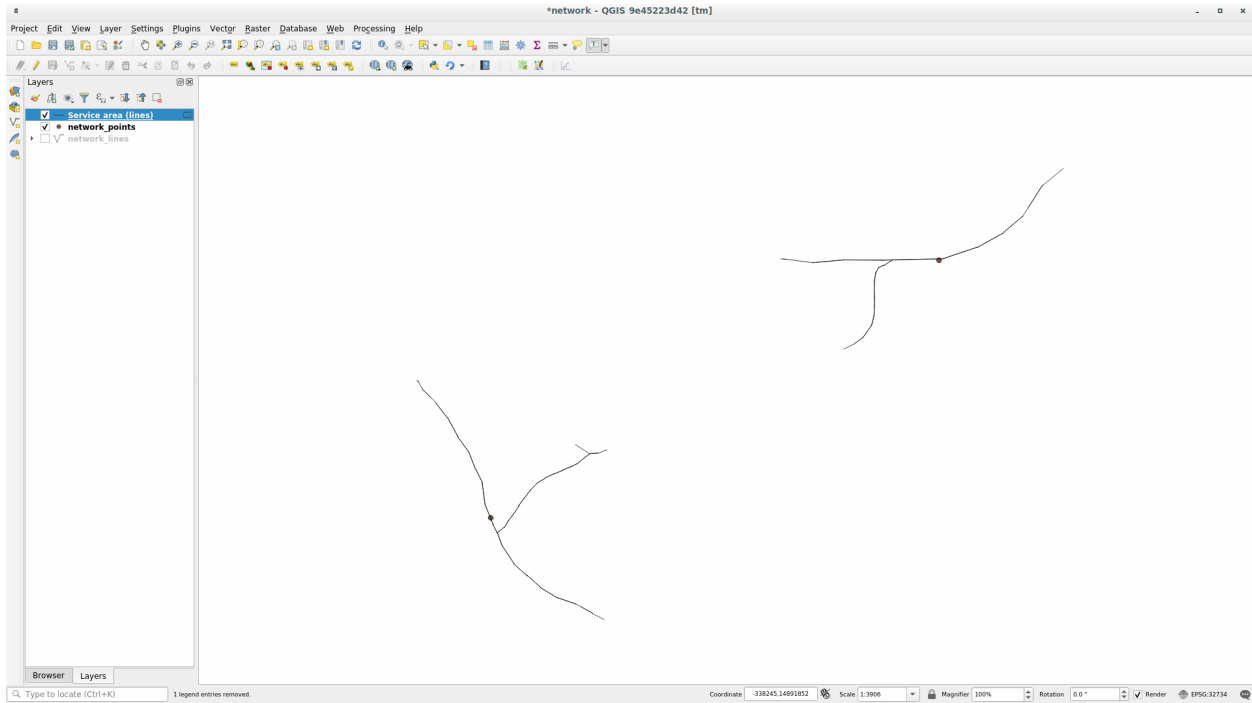 *network - QGIS 9e45223d42 [tm]
Project Edit View Layer Settings Plugins Vector Raster Database Web Processing Help
Layers
Service area (lines)
network_points
network_lines
Browser Layers
Type to locate (Ctrl+K) 1 legend entries removed. Coordinate -338245,14891852 Scale 1:3906 Magnifier 100% Rotation 0.0 ° Render EPSG:32734